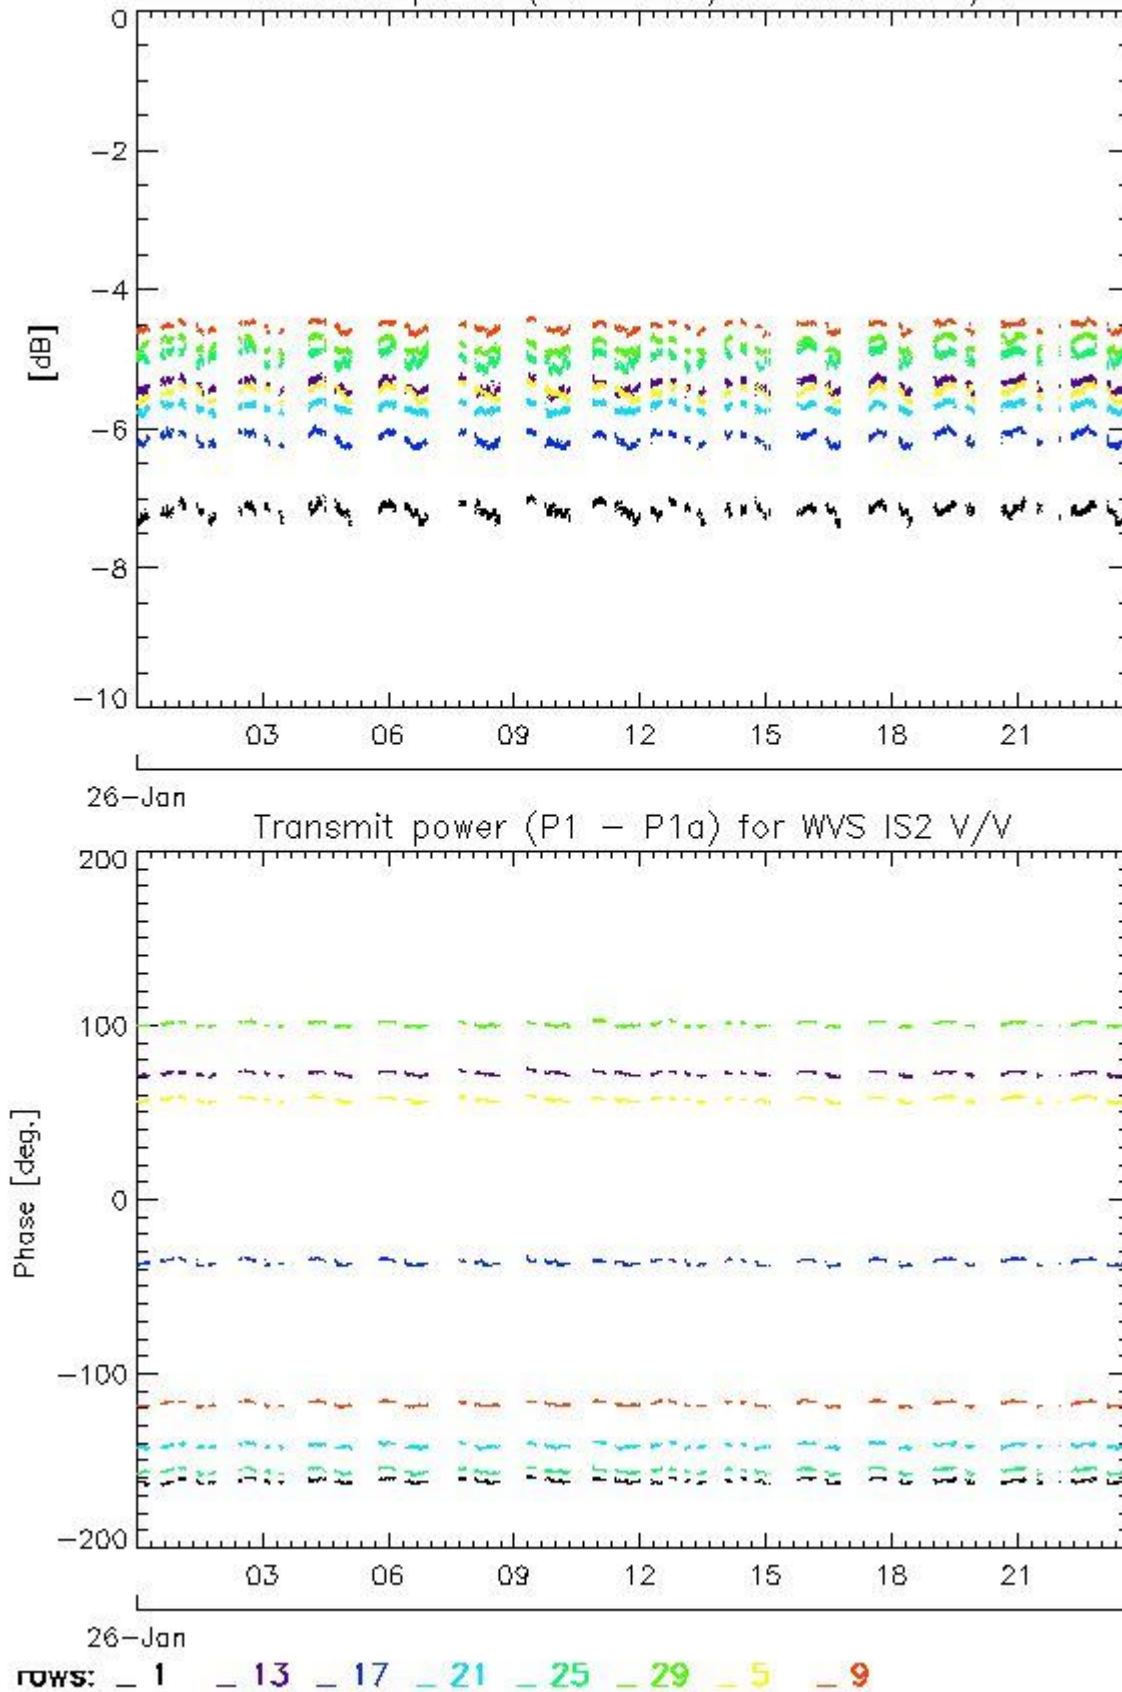 0
-2
-4
[dB]
-6
-8
-10
03 06 09 12 15 18 21
26-Jan
Transmit power (P1 - P1a) for WVS IS2 V/V
200
100
0
Phase [deg.]
-100
-200
03 06 09 12 15 18 21
26-Jan
rows: _ 1 _ 13 _ 17 _ 21 _ 25 _ 29 _ 5 _ 9